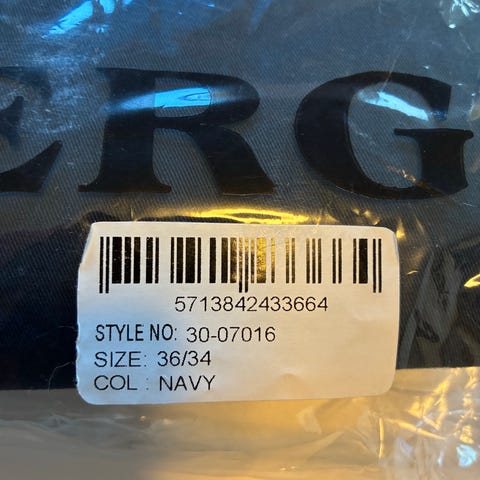 ERG
5713842433664
STYLE NO: 30-07016
SIZE: 36/34
COL : NAVY